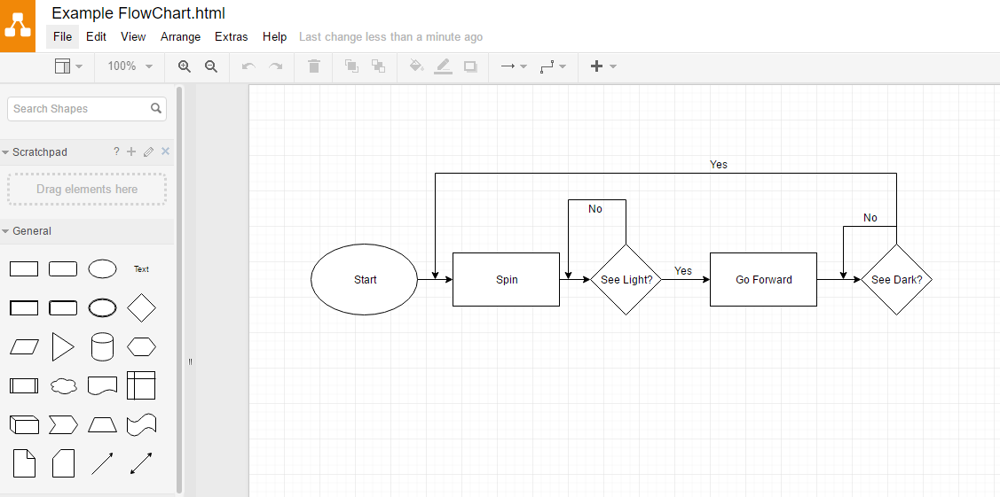 Example FlowChart.html
File Edit View Arrange Extras Help Last change less than a minute ago
100%
Search Shapes
Scratchpad ?
Drag elements here
General
Text
Yes
No
No
Start
Spin
See Light?
Yes
Go Forward
See Dark?